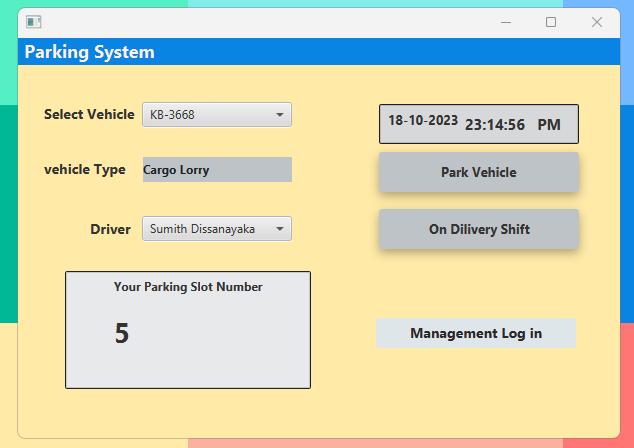 Parking System
Select Vehicle KB-3668
18-10-2023 23:14:56 PM
vehicle Type Cargo Lorry
Park Vehicle
Driver Sumith Dissanayaka
On Dilivery Shift
Your Parking Slot Number
5
Management Log in